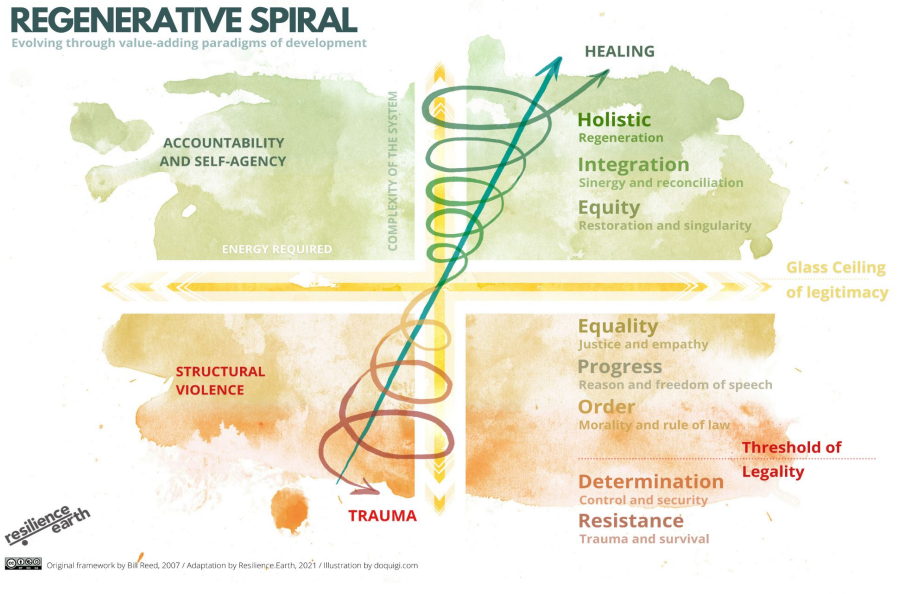 REGENERATIVE SPIRAL
Evolving through value-adding paradigms of development
HEALING
ACCOUNTABILITY
AND SELF-AGENCY
COMPLEXITY OF THE SYSTEM
ENERGY REQUIRED
Holistic
Regeneration
Integration
Sinergy and reconciliation
Equity
Restoration and singularity
Glass Ceiling
of legitimacy
Equality
Justice and empathy
Progress
Reason and freedom of speech
Order
Morality and rule of law
STRUCTURAL
VIOLENCE
Threshold of
Legality
Determination
Control and security
Resistance
Trauma and survival
TRAUMA
resilience
earth
Original framework by Bill Reed, 2007 / Adaptation by Resilience.Earth, 2021 / Illustration by doquigi.com